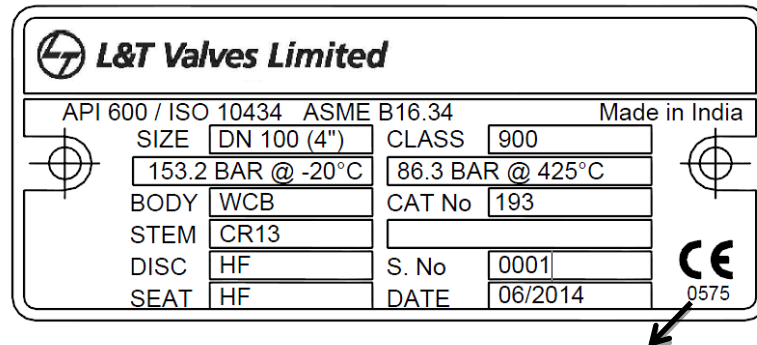 L&T Valves Limited
API 600 / ISO 10434 ASME B16.34 Made in India
SIZE DN 100 (4") CLASS 900
153.2 BAR @ -20°C 86.3 BAR @ 425°C
BODY WCB CAT No 193
STEM CR13
DISC HF S. No 0001 CE
SEAT HF DATE 06/2014 0575